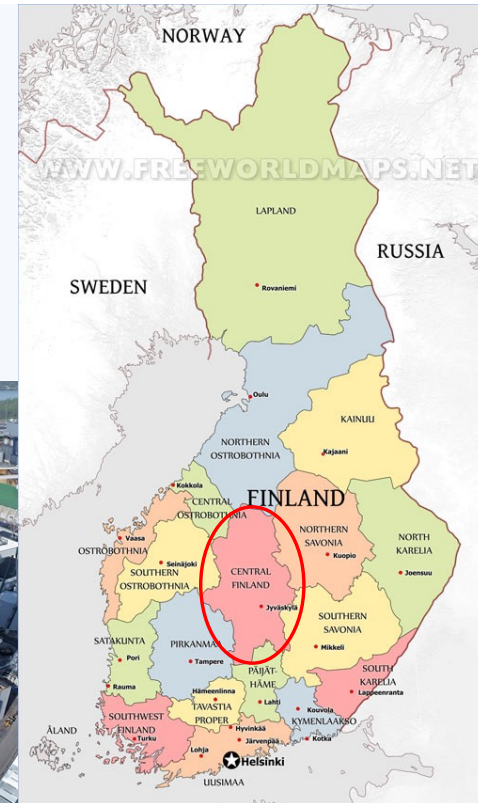 NORWAY
WWW.FREEWORLDMAPS.NET
LAPLAND
RUSSIA
SWEDEN
Rovaniemi
Oulu
KAINUU
NORTHERN
OSTROBOTHNIA
Kajaani
Kokkola
CENTRAL
OSTROBOTHNIA
FINLAND
Vaasa
OSTROBOTHNIA
NORTHERN
SAVONIA
Kuopio
NORTH
KARELIA
Seinäjoki
SOUTHERN
OSTROBOTHNIA
CENTRAL
FINLAND
Joensuu
Jyväskylä
SOUTHERN
SAVONIA
SATAKUNTA
PIRKANMAA
Mikkeli
Pori
Tampere
PÄIJÄT-
HÄME
SOUTH
KARELIA
Rauma
Hämeenlinna
Lappeenranta
TAVASTIA
PROPER
Lahti
Kouvola
SOUTHWEST
FINLAND
KYMENLAAKSO
ÅLAND
Turku
Hyvinkää
Järvenpää
Kotka
Lohja
Helsinki
UUSIMAA